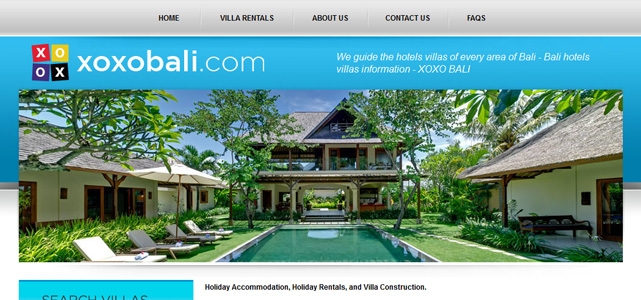 HOME VILLA RENTALS ABOUT US CONTACT US FAQS
X O
O X
xoxobali.com
We guide the hotels villas of every area of Bali - Bali hotels
villas information - XOXO BALI
SEARCH VILLAS
Holiday Accommodation, Holiday Rentals, and Villa Construction.